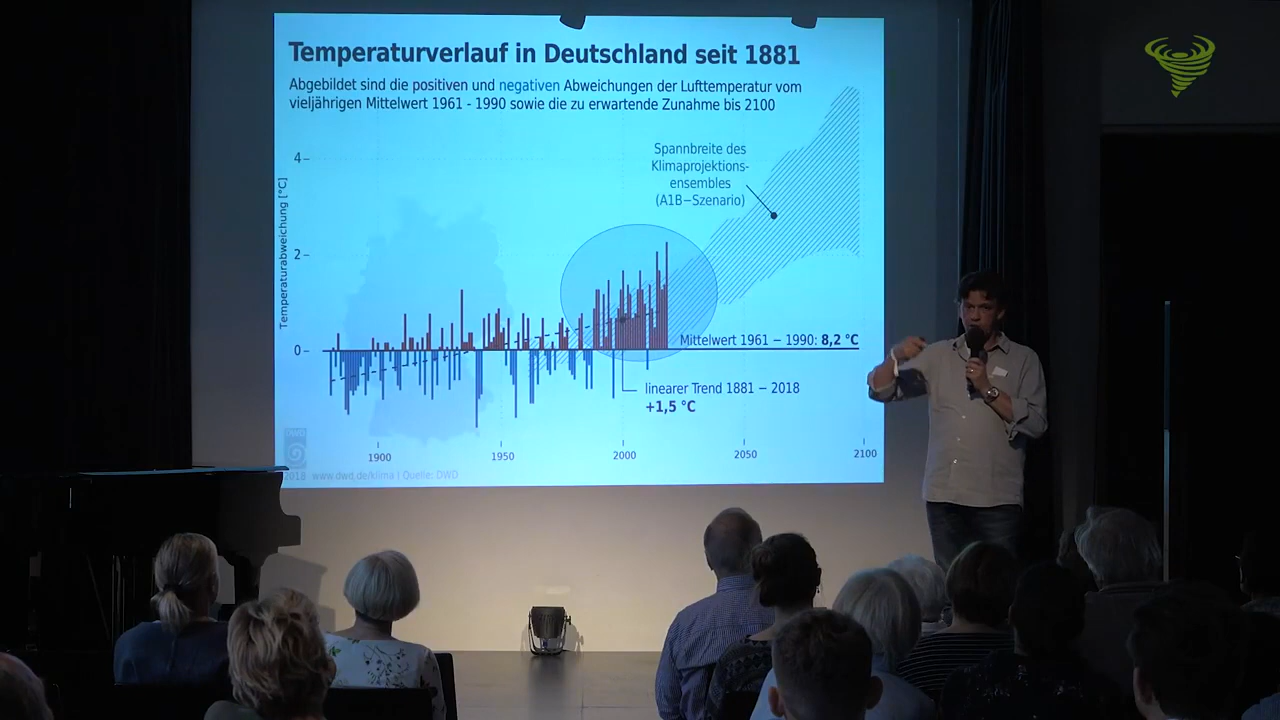 Temperaturverlauf in Deutschland seit 1881
Abgebildet sind die positiven und negativen Abweichungen der Lufttemperatur vom
vieljährigen Mittelwert 1961 - 1990 sowie die zu erwartende Zunahme bis 2100
Spannbreite des
Klimaprojektions-
ensembles
(A1B−Szenario)
4
2
0
Temperaturabweichung [°C]
Mittelwert 1961 − 1990: 8,2 °C
linearer Trend 1881 − 2018
+1,5 °C
1900
1950
2000
2050
2100
DWD
2018 www.dwd.de/klima | Quelle: DWD